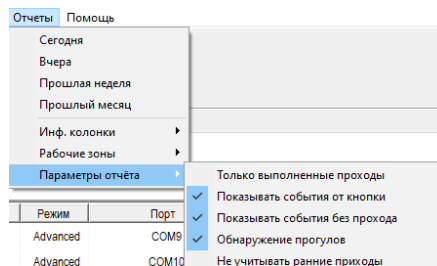 Отчеты Помощь
Сегодня
Вчера
Прошлая неделя
Прошлый месяц
Инф. колонки
Рабочие зоны
Параметры отчёта
Только выполненные проходы
Показывать события от кнопки
Показывать события без прохода
Обнаружение прогулов
Не учитывать ранние приходы
Режим Порт
Advanced COM9
Advanced COM10